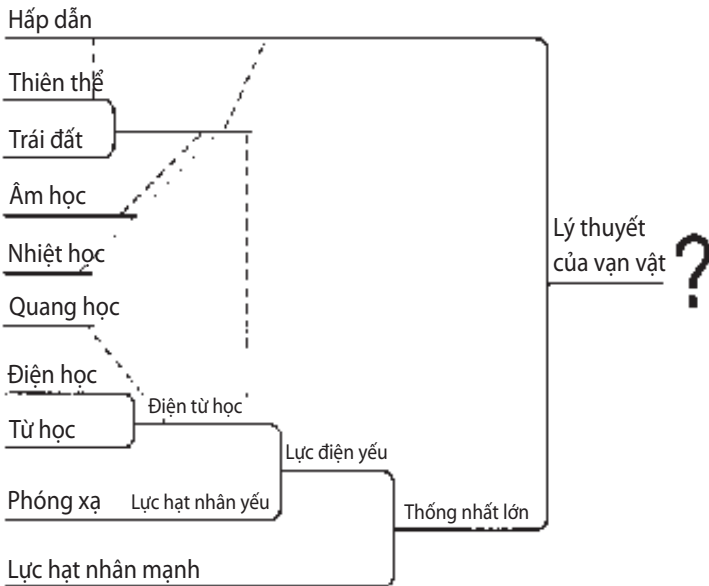 Hấp dẫn
Thiên thể
Trái đất
Âm học
Nhiệt học
Quang học
Điện học
Từ học
Điện từ học
Lực điện yếu
Phóng xạ
Lực hạt nhân yếu
Thống nhất lớn
Lực hạt nhân mạnh
Lý thuyết
của vạn vật
?